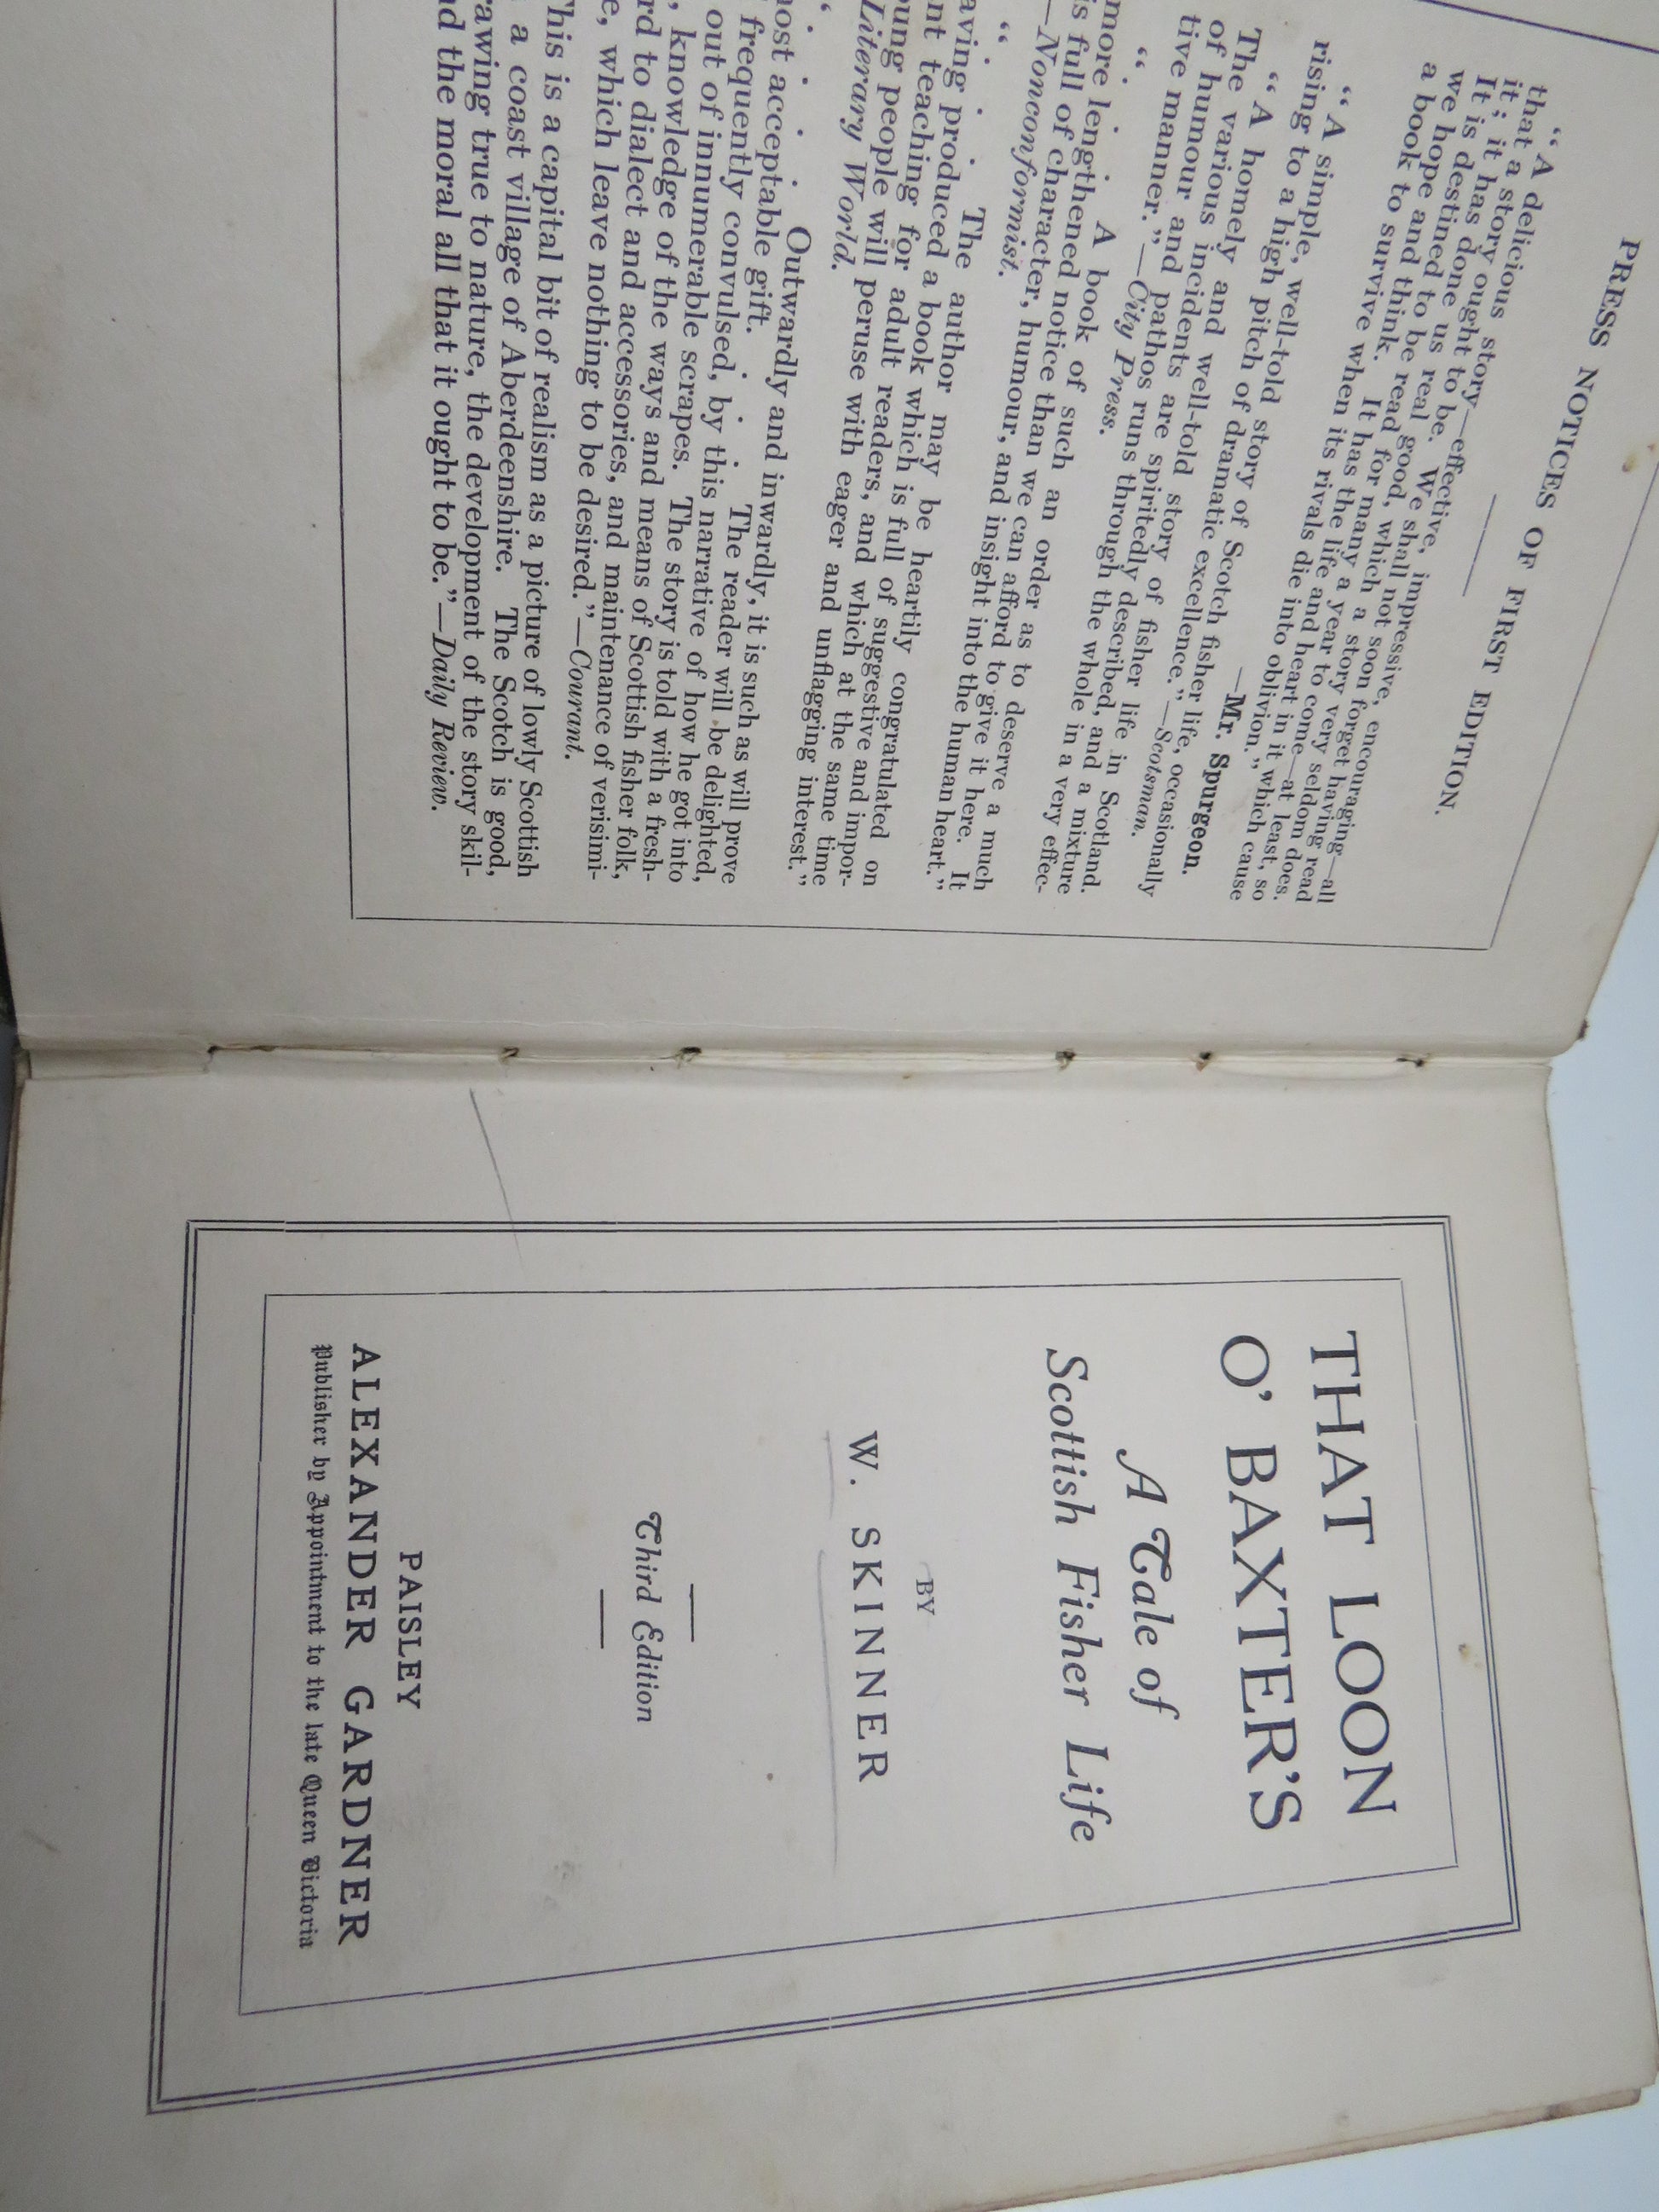 PRESS NOTICES OF FIRST EDITION.
“A delicious story—effective, impressive, encouraging—all
that a story ought to be. We shall not soon forget having read
it; it has done us real good, which a story very seldom does.
It is destined to be read for many a year to come—at least, so
we hope and think. It has the life and heart in it which cause
a book to survive when its rivals die into oblivion.”
—Mr. Spurgeon.
“A simple, well-told story of Scotch fisher life, occasionally
rising to a high pitch of dramatic excellence.”—Scotsman.
“A homely and well-told story of fisher life in Scotland.
The various incidents are spiritedly described, and a mixture
of humour and pathos runs through the whole in a very effec-
tive manner.”—City Press.
“. . . A book of such an order as to deserve a much
more lengthened notice than we can afford to give it here. It
is full of character, humour, and insight into the human heart.”
—Nonconformist.
“. . . The author may be heartily congratulated on
aving produced a book which is full of suggestive and impor-
nt teaching for adult readers, and which at the same time
ung people will peruse with eager and unflagging interest.”
Literary World.
“. . . Outwardly and inwardly, it is such as will prove
ost acceptable gift. . . . The reader will be delighted,
frequently convulsed, by this narrative of how he got into
out of innumerable scrapes. The story is told with a fresh-
, knowledge of the ways and means of Scottish fisher folk,
rd to dialect and accessories, and maintenance of verisimi-
e, which leave nothing to be desired.”—Courant.
This is a capital bit of realism as a picture of lowly Scottish
a coast village of Aberdeenshire. The Scotch is good,
rawing true to nature, the development of the story skil-
nd the moral all that it ought to be.”—Daily Review.
THAT LOON
O’ BAXTER’S
A Tale of
Scottish Fisher Life
BY
W. SKINNER
Third Edition
PAISLEY
ALEXANDER GARDNER
Publisher by Appointment to the late Queen Victoria